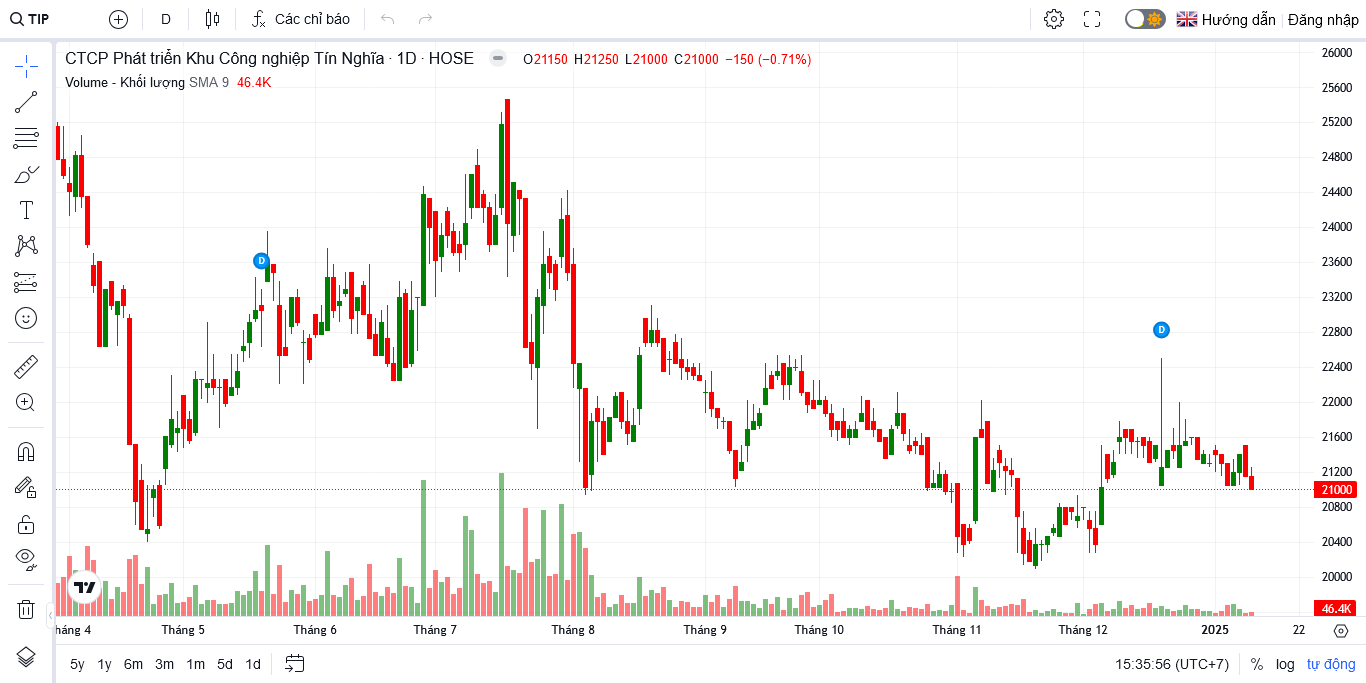 TIP D Các chỉ báo Hướng dẫn Đăng nhập
CTCP Phát triển Khu Công nghiệp Tín Nghĩa · 1D · HOSE O21150 H21250 L21000 C21000 −150 (−0.71%)
Volume - Khối lượng SMA 9 46.4K
26000
25600
25200
24800
24400
24000
23600
23200
22800
22400
22000
21600
21200
21000
20800
20400
20000
46.4K
D
D
háng 4 Tháng 5 Tháng 6 Tháng 7 Tháng 8 Tháng 9 Tháng 10 Tháng 11 Tháng 12 2025 22
5y 1y 6m 3m 1m 5d 1d 15:35:56 (UTC+7) % log tự động